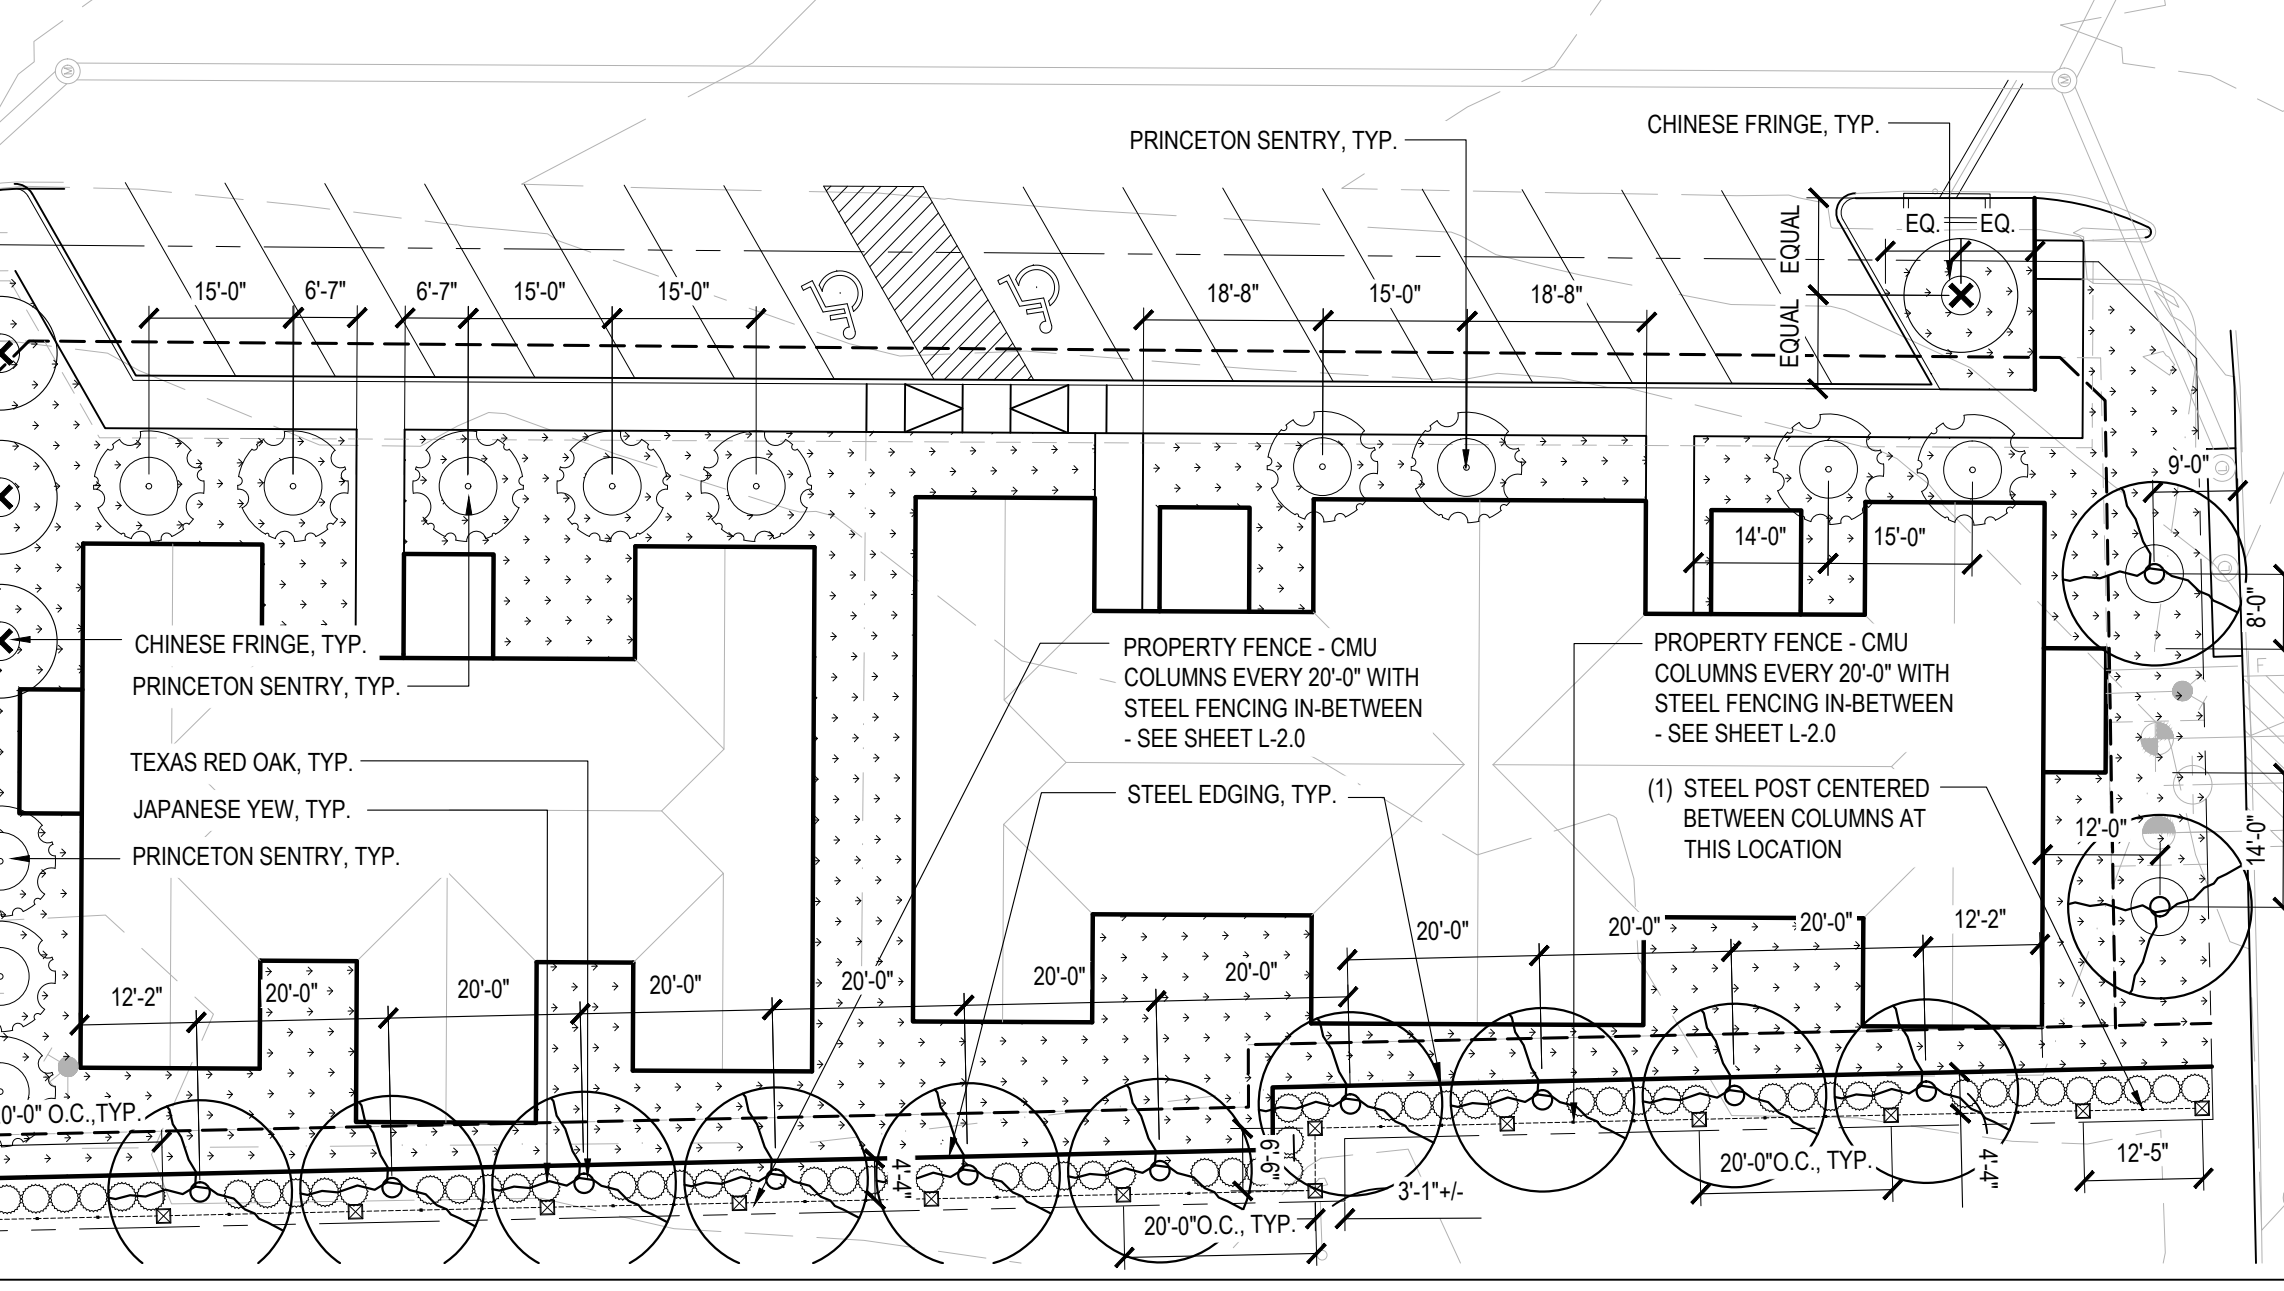 PRINCETON SENTRY, TYP.
CHINESE FRINGE, TYP.
EQ.
EQ.
EQUAL
EQUAL
15'-0"
6'-7"
6'-7"
15'-0"
15'-0"
18'-8"
15'-0"
18'-8"
9'-0"
14'-0"
15'-0"
8'-0"
CHINESE FRINGE, TYP.
PRINCETON SENTRY, TYP.
TEXAS RED OAK, TYP.
JAPANESE YEW, TYP.
PRINCETON SENTRY, TYP.
PROPERTY FENCE - CMU
COLUMNS EVERY 20'-0" WITH
STEEL FENCING IN-BETWEEN
- SEE SHEET L-2.0
STEEL EDGING, TYP.
PROPERTY FENCE - CMU
COLUMNS EVERY 20'-0" WITH
STEEL FENCING IN-BETWEEN
- SEE SHEET L-2.0
(1) STEEL POST CENTERED
BETWEEN COLUMNS AT
THIS LOCATION
12'-0"
14'-0"
20'-0"
20'-0"
20'-0"
12'-2"
12'-2"
20'-0"
20'-0"
20'-0"
20'-0"
20'-0"
20'-0"
0'-0" O.C.,TYP.
4'-4"
6'-6"
3'-1"+/-
20'-0"O.C., TYP.
20'-0"O.C., TYP.
4'-4"
12'-5"